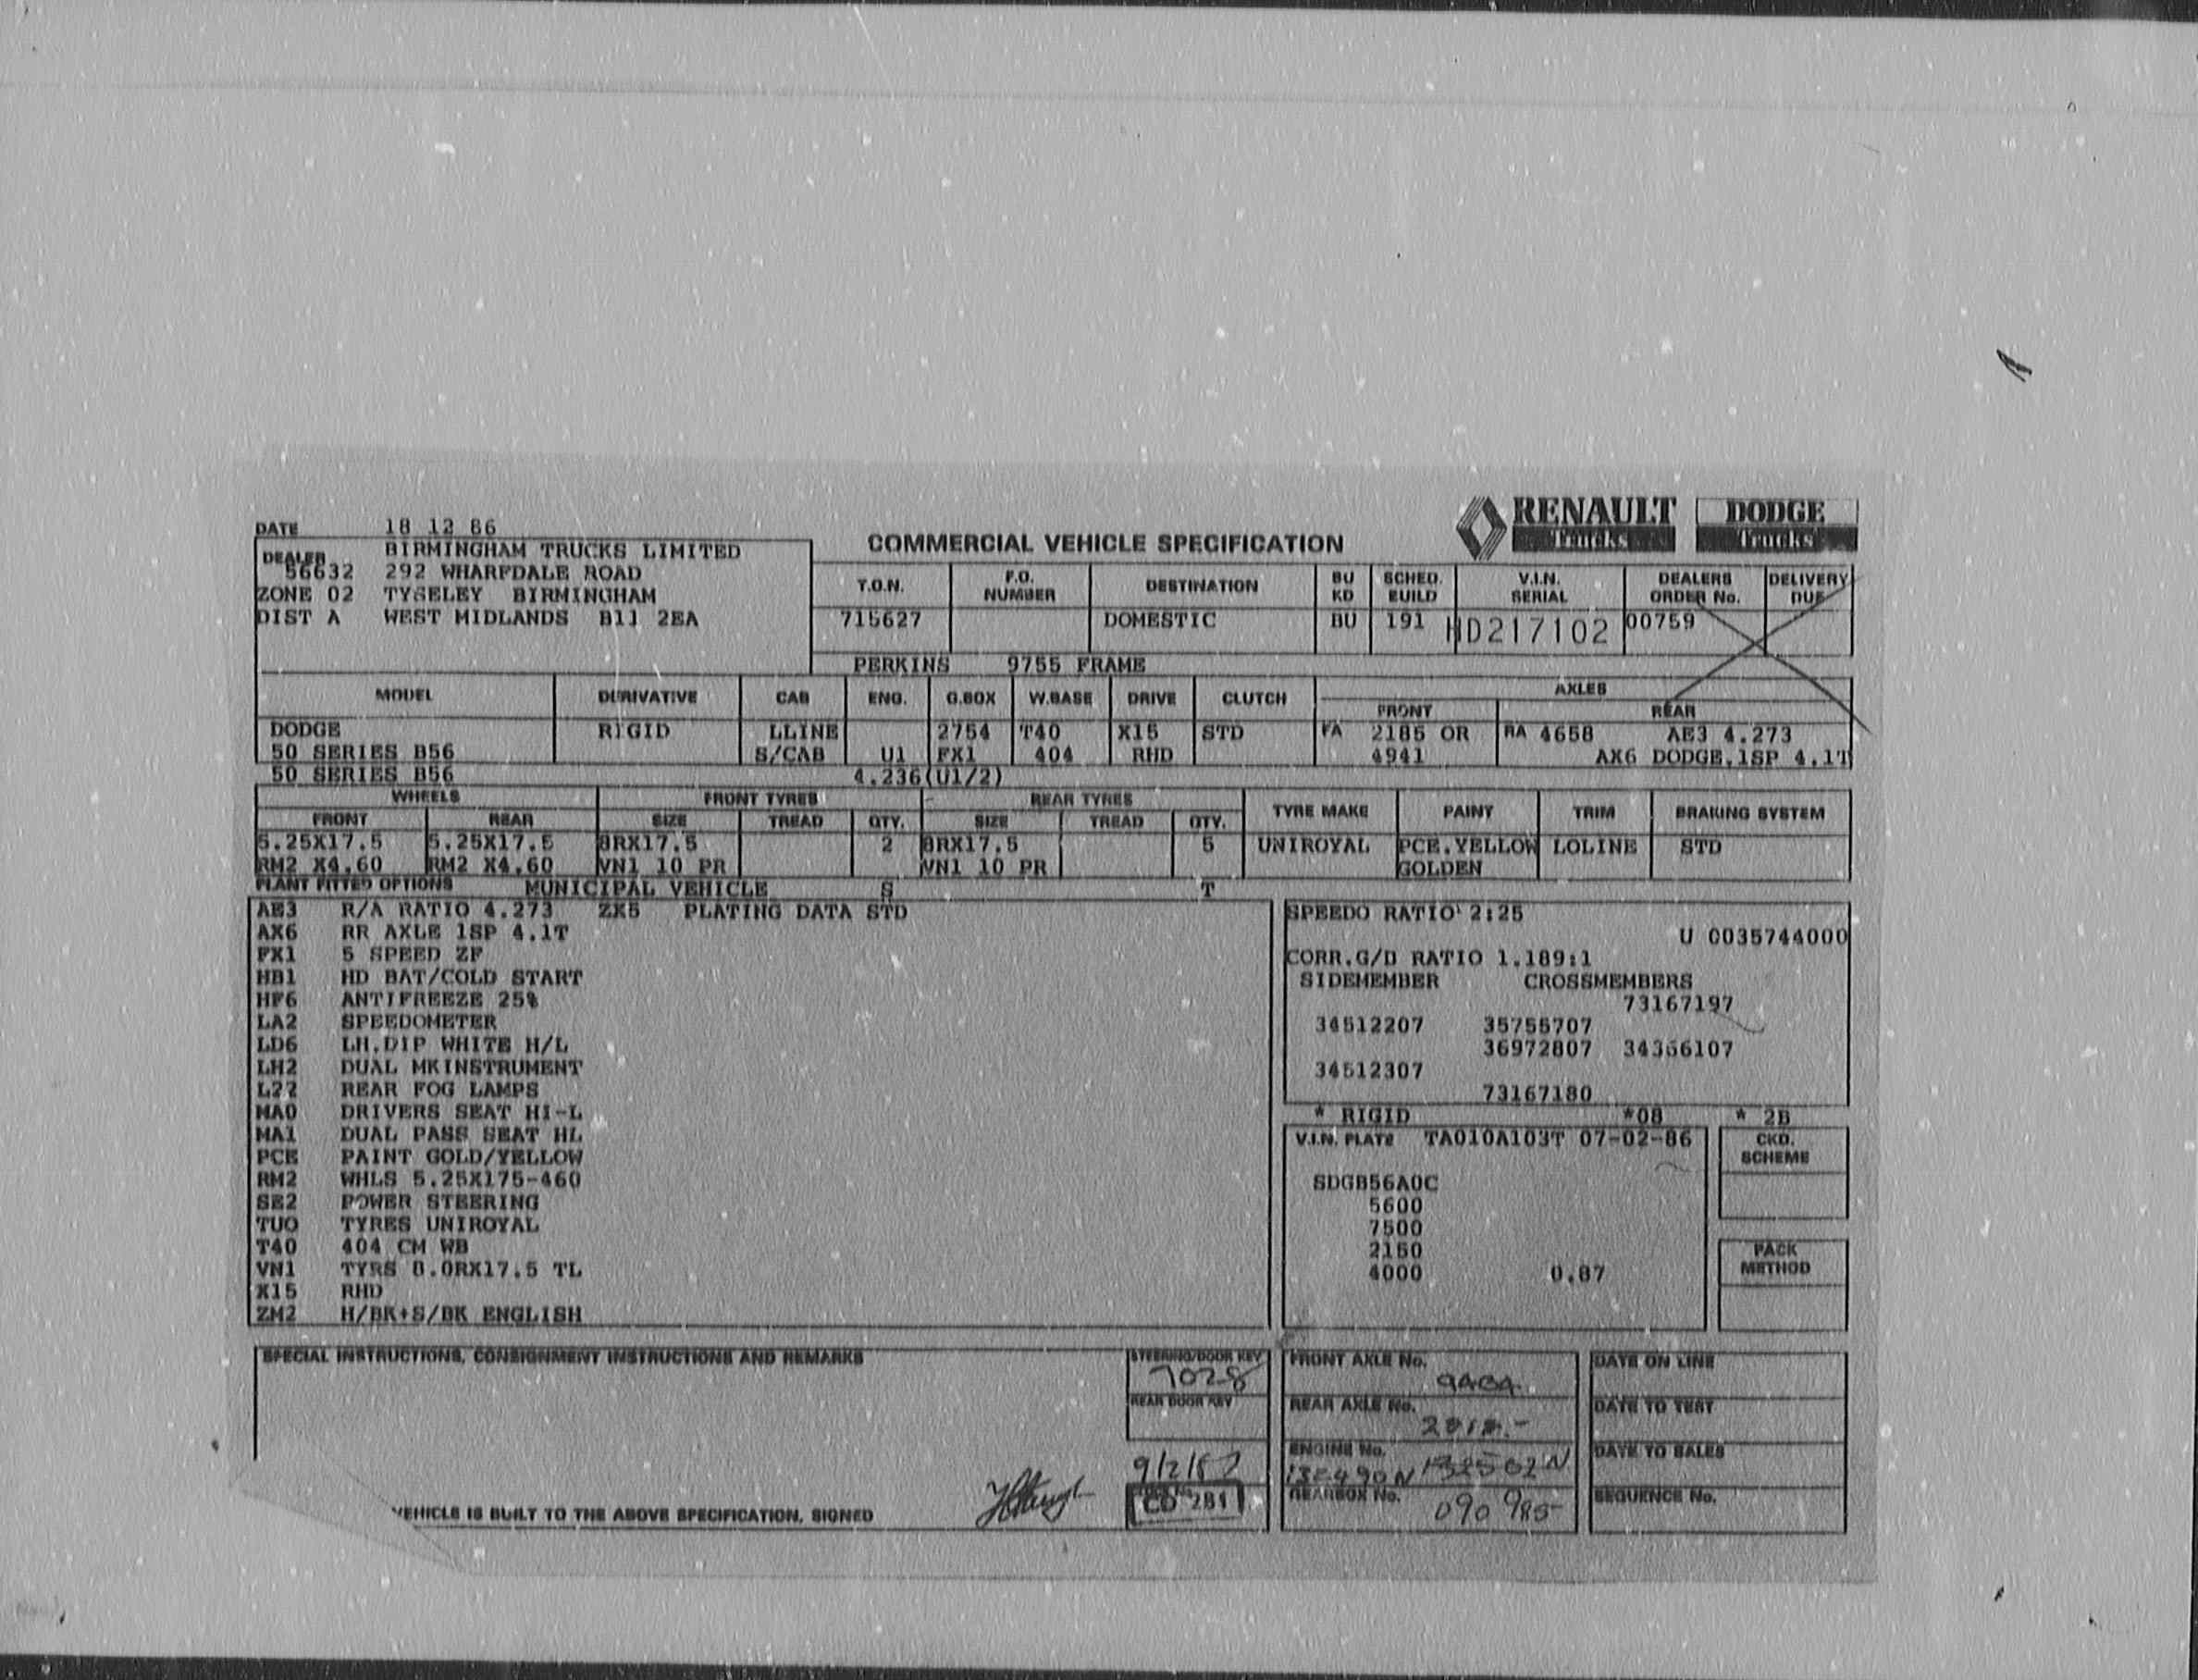 RENAULT Trucks DODGE Trucks
DATE 18 12 86
COMMERCIAL VEHICLE SPECIFICATION
DEALER BIRMINGHAM TRUCKS LIMITED
56632 292 WHARFDALE ROAD
ZONE 02 TYSELEY BIRMINGHAM
DIST A WEST MIDLANDS B11 2EA
T.O.N. F.O. NUMBER DESTINATION BU KD SCHED. BUILD V.I.N. SERIAL DEALERS ORDER No. DELIVERY DUE
715627 DOMESTIC BU 191 HD217102 00759
PERKINS 9755 FRAME
MODEL DERIVATIVE CAB ENG. G.BOX W.BASE DRIVE CLUTCH AXLES
FRONT REAR
DODGE RIGID LLINE 2754 T40 X15 STD FA 2185 OR RA 4658 AE3 4.273
50 SERIES B56 S/CAB U1 FX1 404 RHD 4941 AX6 DODGE.1SP 4.1T
50 SERIES B56 4.236(U1/2)
WHEELS FRONT TYRES REAR TYRES TYRE MAKE PAINT TRIM BRAKING SYSTEM
FRONT REAR SIZE TREAD QTY. SIZE TREAD QTY.
5.25X17.5 5.25X17.5 8RX17.5 2 8RX17.5 5 UNIROYAL PCE.YELLOW LOLINE STD
RM2 X4.60 RM2 X4.60 VN1 10 PR VN1 10 PR GOLDEN
PLANT FITTED OPTIONS MUNICIPAL VEHICLE S T
AE3 R/A RATIO 4.273 ZX5 PLATING DATA STD
AX6 RR AXLE 1SP 4.1T
FX1 5 SPEED ZF
HB1 HD BAT/COLD START
HF6 ANTIFREEZE 25%
LA2 SPEEDOMETER
LD6 LH.DIP WHITE H/L
LH2 DUAL MKINSTRUMENT
L22 REAR FOG LAMPS
MA0 DRIVERS SEAT HI-L
MA1 DUAL PASS SEAT HL
PCE PAINT GOLD/YELLOW
RM2 WHLS 5.25X175-460
SE2 POWER STEERING
TUO TYRES UNIROYAL
T40 404 CM WB
VN1 TYRS 8.0RX17.5 TL
X15 RHD
ZM2 H/BK+S/BK ENGLISH
SPEEDO RATIO 2:25
U 0035744000
CORR.G/B RATIO 1.189:1
SIDEMEMBER CROSSMEMBERS
73167197
34512207 35755707
36972807 34366107
34512307
73167180
* RIGID *08 * 2B
V.I.N. PLATE TA010A103T 07-02-86 CKD. SCHEME
SDGB56A0C
5600
7500
2150
4000 0.87
PACK METHOD
SPECIAL INSTRUCTIONS, CONSIGNMENT INSTRUCTIONS AND REMARKS
STEERING/DOOR KEY
7028
REAR DOOR KEY
9/2/87
CD 281
FRONT AXLE No.
REAR AXLE No.
ENGINE No.
GEARBOX No. 090985
DATE ON LINE
DATE TO TEST
DATE TO SALES
SEQUENCE No.
VEHICLE IS BUILT TO THE ABOVE SPECIFICATION. SIGNED